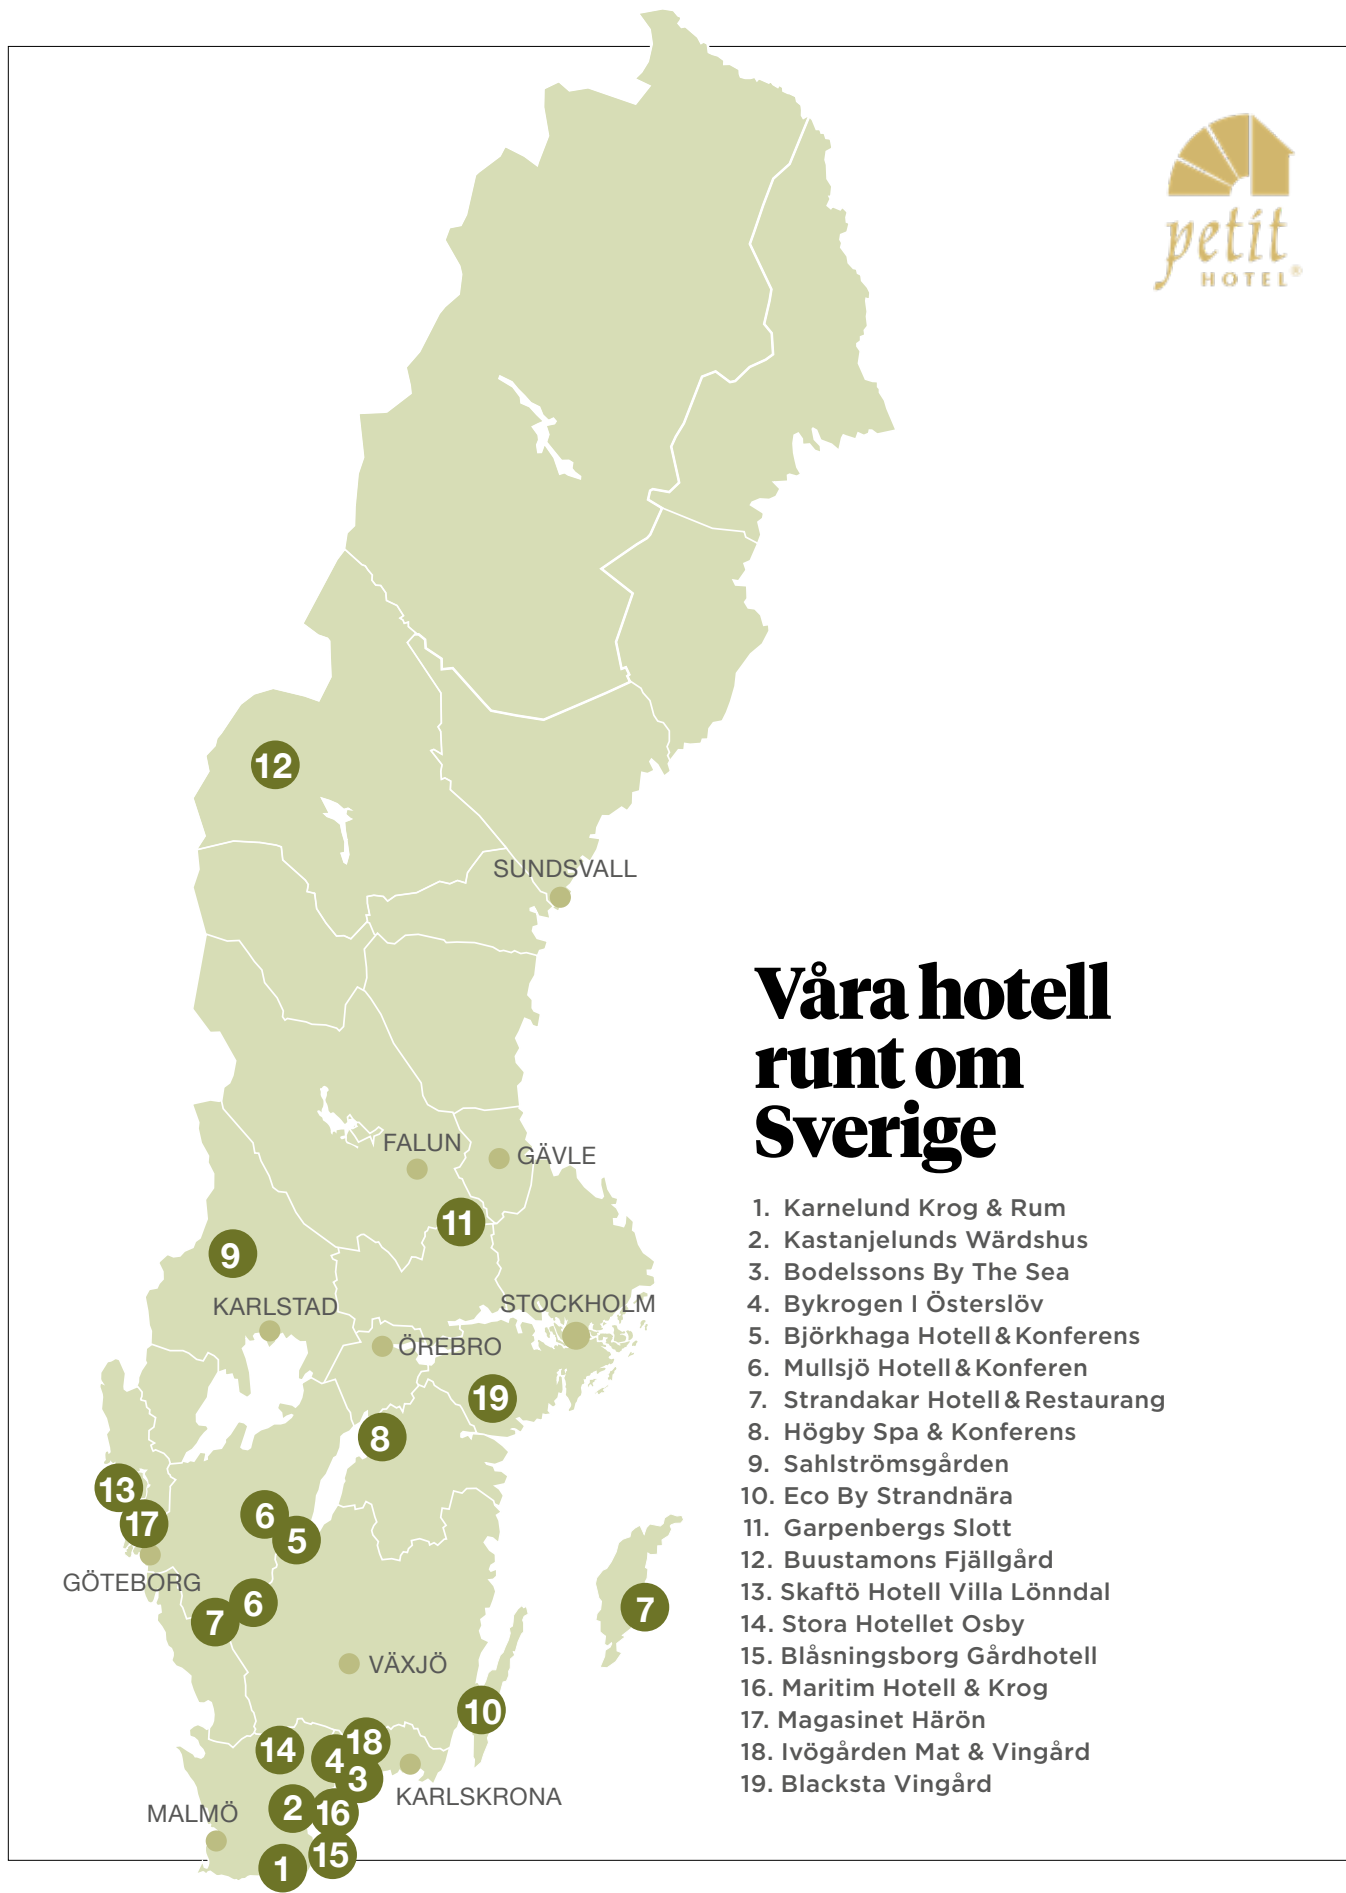 petit
HOTEL®
12
SUNDSVALL
Våra hotell
runt om
Sverige
FALUN
GÄVLE
11
9
KARLSTAD
STOCKHOLM
ÖREBRO
19
8
13
17
6
5
GÖTEBORG
7
6
7
VÄXJÖ
10
14
4
18
3
KARLSKRONA
2
16
MALMÖ
15
1
1. Karnelund Krog & Rum
2. Kastanjelunds Wärdshus
3. Bodelssons By The Sea
4. Bykrogen I Österslöv
5. Björkhaga Hotell & Konferens
6. Mullsjö Hotell & Konferen
7. Strandakar Hotell & Restaurang
8. Högby Spa & Konferens
9. Sahlströmsgården
10. Eco By Strandnära
11. Garpenbergs Slott
12. Buustamons Fjällgård
13. Skaftö Hotell Villa Lönndal
14. Stora Hotellet Osby
15. Blåsningsborg Gårdhotell
16. Maritim Hotell & Krog
17. Magasinet Härön
18. Ivögården Mat & Vingård
19. Blacksta Vingård